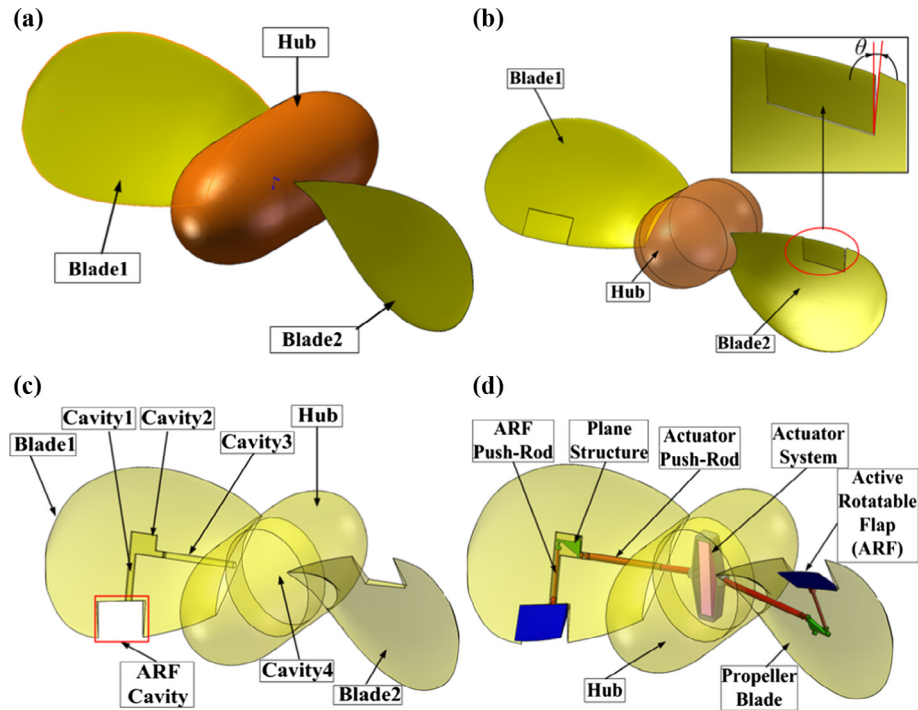 (a)
Hub
Blade1
Blade2
(b)
Blade1
θ
Hub
Blade2
(c)
Cavity1
Cavity2
Hub
Blade1
Cavity3
ARF
Cavity
Cavity4
Blade2
(d)
ARF
Push-Rod
Plane
Structure
Actuator
Push-Rod
Actuator
System
Active
Rotatable
Flap
(ARF)
Hub
Propeller
Blade